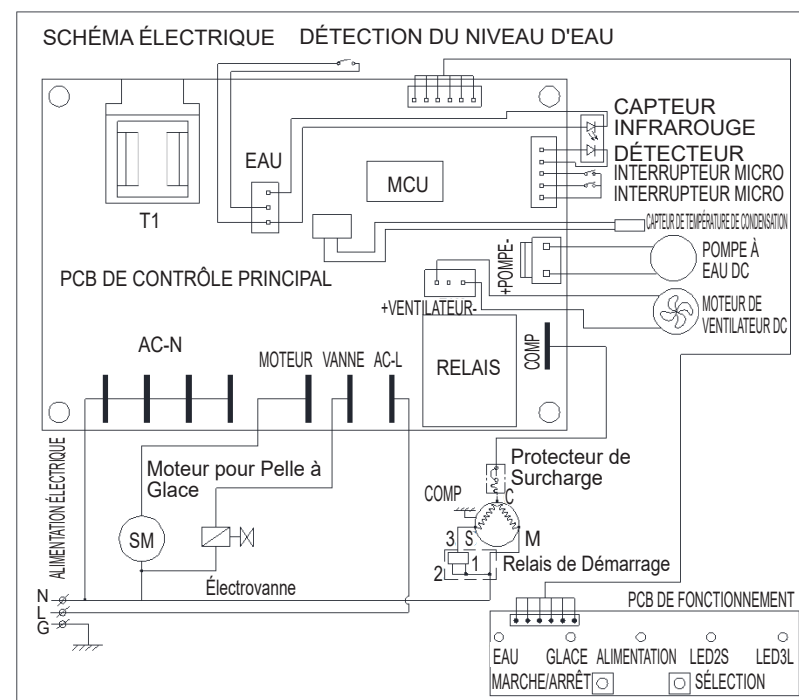 SCHÉMA ÉLECTRIQUE
DÉTECTION DU NIVEAU D'EAU
CAPTEUR
INFRAROUGE
DÉTECTEUR
INTERRUPTEUR MICRO
INTERRUPTEUR MICRO
CAPTEUR DE TEMPÉRATURE DE CONDENSATION
EAU
MCU
T1
POMPE À
EAU DC
+POMPE-
PCB DE CONTRÔLE PRINCIPAL
+VENTILATEUR-
MOTEUR DE
VENTILATEUR DC
AC-N
MOTEUR
VANNE
AC-L
RELAIS
COMP
ALIMENTATION ÉLECTRIQUE
Moteur pour Pelle à
Glace
Protecteur de
Surcharge
COMP
C
SM
3
S
M
1
2
Relais de Démarrage
Électrovanne
N
L
G
PCB DE FONCTIONNEMENT
EAU
GLACE
ALIMENTATION
LED2S
LED3L
MARCHE/ARRÊT
SÉLECTION